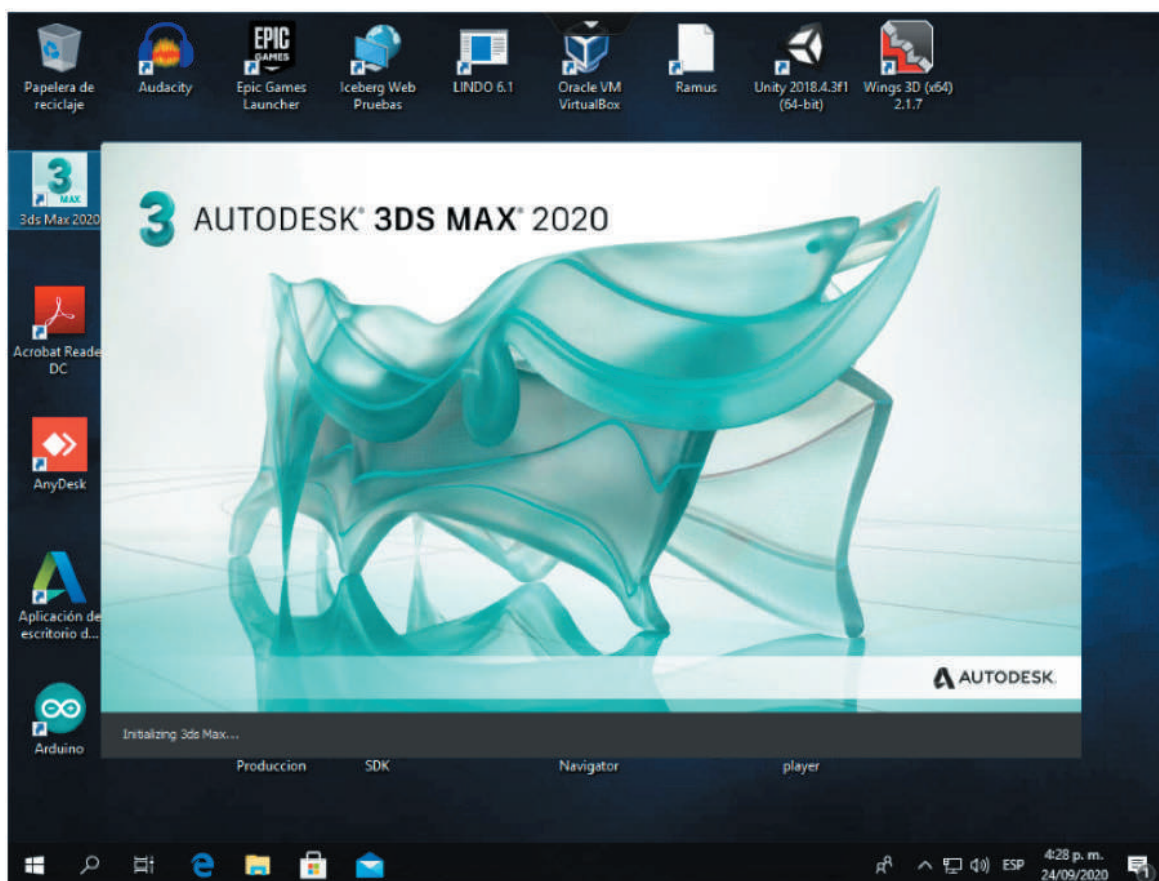 Papelera de
reciclaje
Audacity
EPIC
GAMES
Epic Games
Launcher
Iceberg Web
Pruebas
LINDO 6.1
Oracle VM
VirtualBox
Ramus
Unity 2018.4.3f1
(64-bit)
Wings 3D (x64)
2.1.7
3
MAX
3ds Max 2020
3 AUTODESK® 3DS MAX® 2020
Acrobat Reade
DC
AnyDesk
Aplicación de
escritorio d...
Arduino
AUTODESK.
Initializing 3ds Max...
Produccion
SDK
Navigator
player
ESP
4:28 p. m.
24/09/2020
1